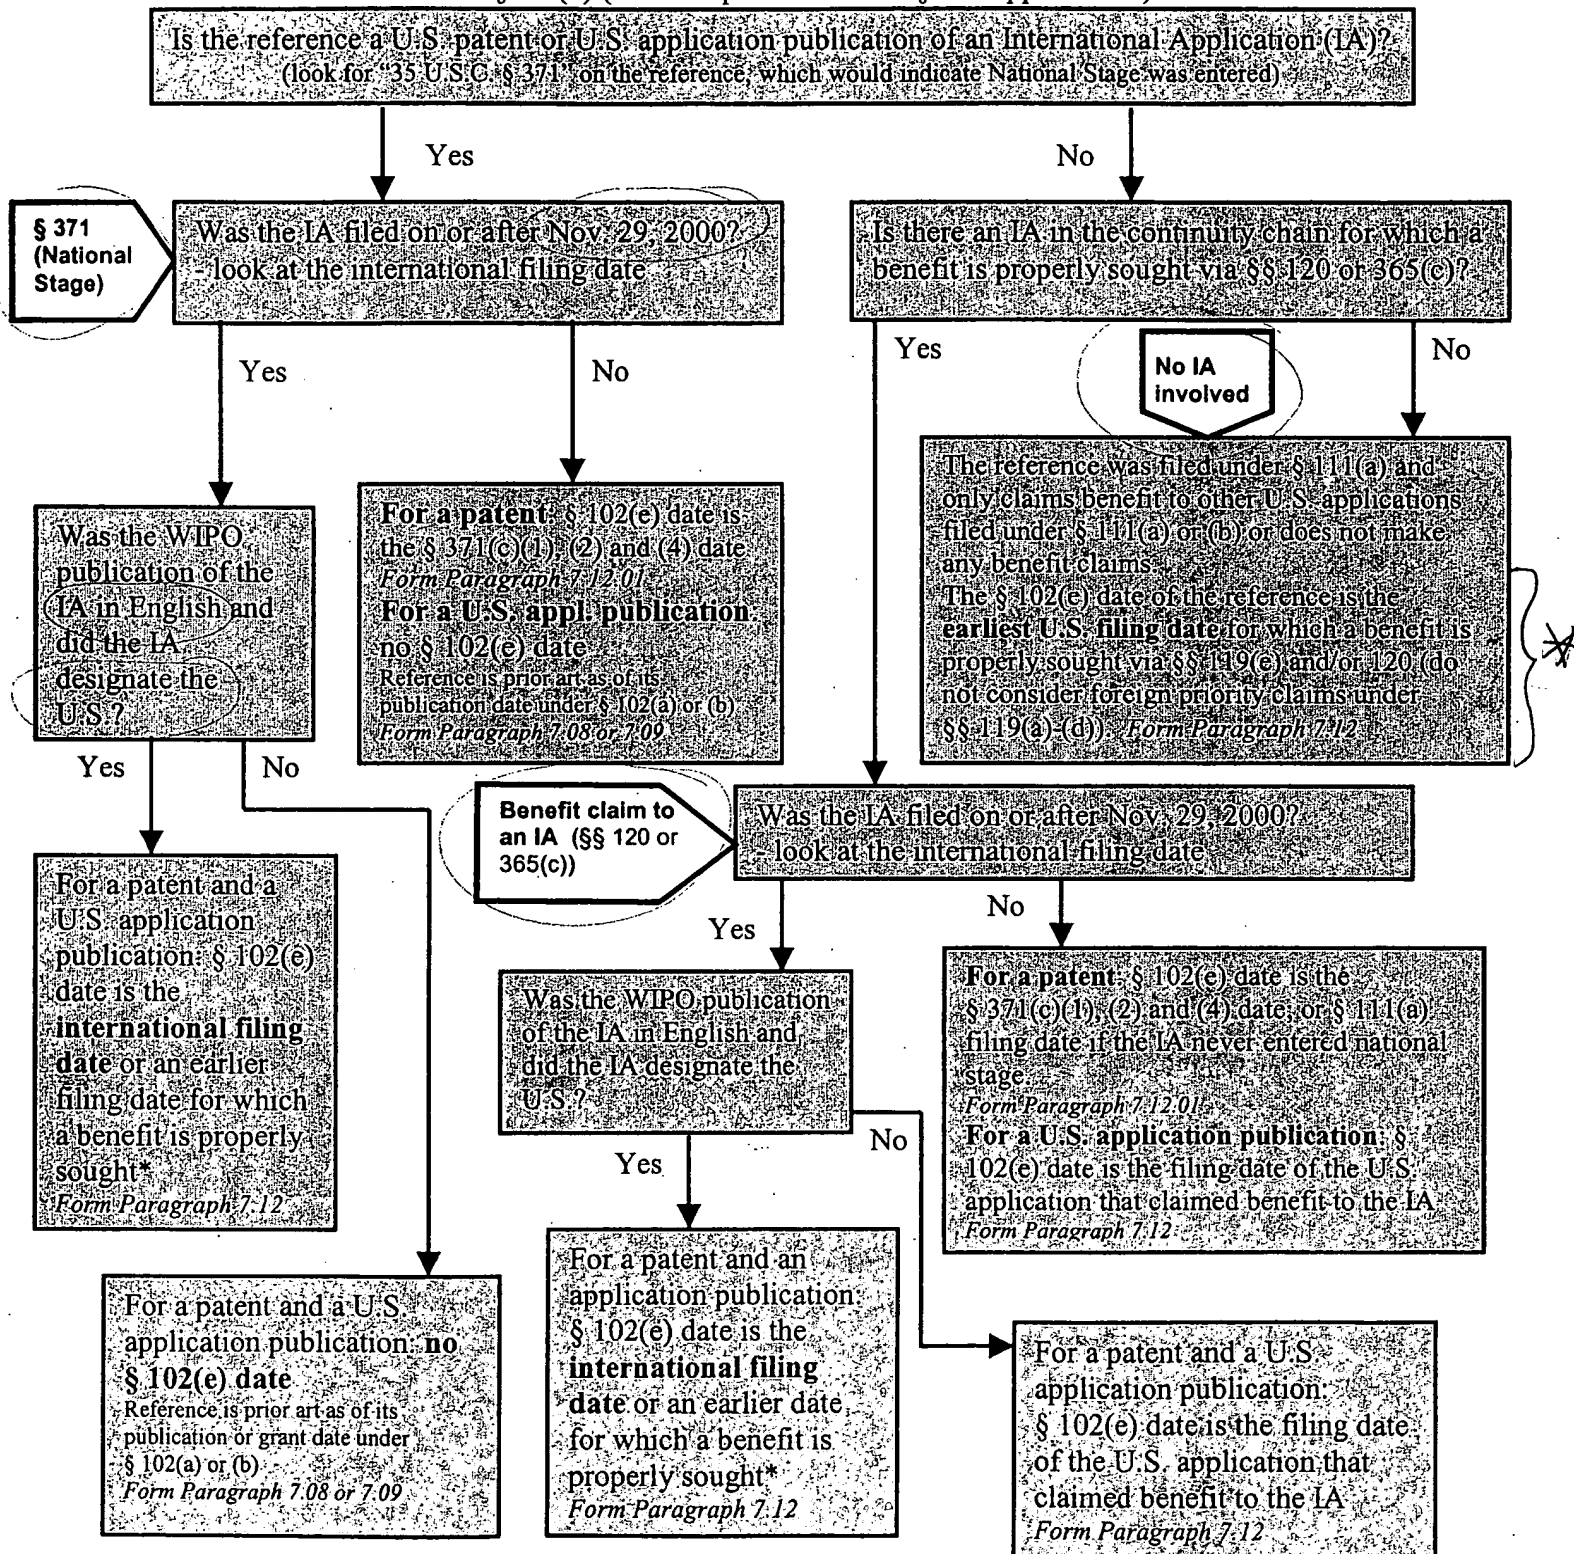 Is the reference a U.S. patent or U.S. application publication of an International Application (IA)?
(look for "35 U.S.C. § 371" on the reference, which would indicate National Stage was entered)
Yes
No
§ 371
(National
Stage)
Was the IA filed on or after Nov. 29, 2000?
- look at the international filing date
Is there an IA in the continuity chain for which a
benefit is properly sought via §§ 120 or 365(c)?
Yes
No
Yes
No
No IA
involved
Was the WIPO
publication of the
IA in English and
did the IA
designate the
U.S.?
For a patent: § 102(e) date is
the § 371(c)(1), (2) and (4) date
Form Paragraph 7.12.01
For a U.S. appl. publication:
no § 102(e) date
Reference is prior art as of its
publication date under § 102(a) or (b)
Form Paragraph 7.08 or 7.09
The reference was filed under § 111(a) and
only claims benefit to other U.S. applications
filed under § 111(a) or (b) or does not make
any benefit claims
The § 102(e) date of the reference is the
earliest U.S. filing date for which a benefit is
properly sought via §§ 119(e) and/or 120 (do
not consider foreign priority claims under
§§ 119(a)-(d)). Form Paragraph 7.12
Yes
No
Benefit claim to
an IA (§§ 120 or
365(c))
Was the IA filed on or after Nov. 29, 2000?
- look at the international filing date
Yes
No
For a patent and a
U.S. application
publication: § 102(e)
date is the
international filing
date or an earlier
filing date for which
a benefit is properly
sought*
Form Paragraph 7.12
Was the WIPO publication
of the IA in English and
did the IA designate the
U.S.?
For a patent: § 102(e) date is the
§ 371(c)(1), (2) and (4) date, or § 111(a)
filing date if the IA never entered national
stage.
Form Paragraph 7.12.01
For a U.S. application publication: §
102(e) date is the filing date of the U.S.
application that claimed benefit to the IA
Form Paragraph 7.12
Yes
No
For a patent and a U.S.
application publication: no
§ 102(e) date
Reference is prior art as of its
publication or grant date under
§ 102(a) or (b)
Form Paragraph 7.08 or 7.09
For a patent and an
application publication:
§ 102(e) date is the
international filing
date or an earlier date
for which a benefit is
properly sought*
Form Paragraph 7.12
For a patent and a U.S.
application publication:
§ 102(e) date is the filing date
of the U.S. application that
claimed benefit to the IA
Form Paragraph 7.12